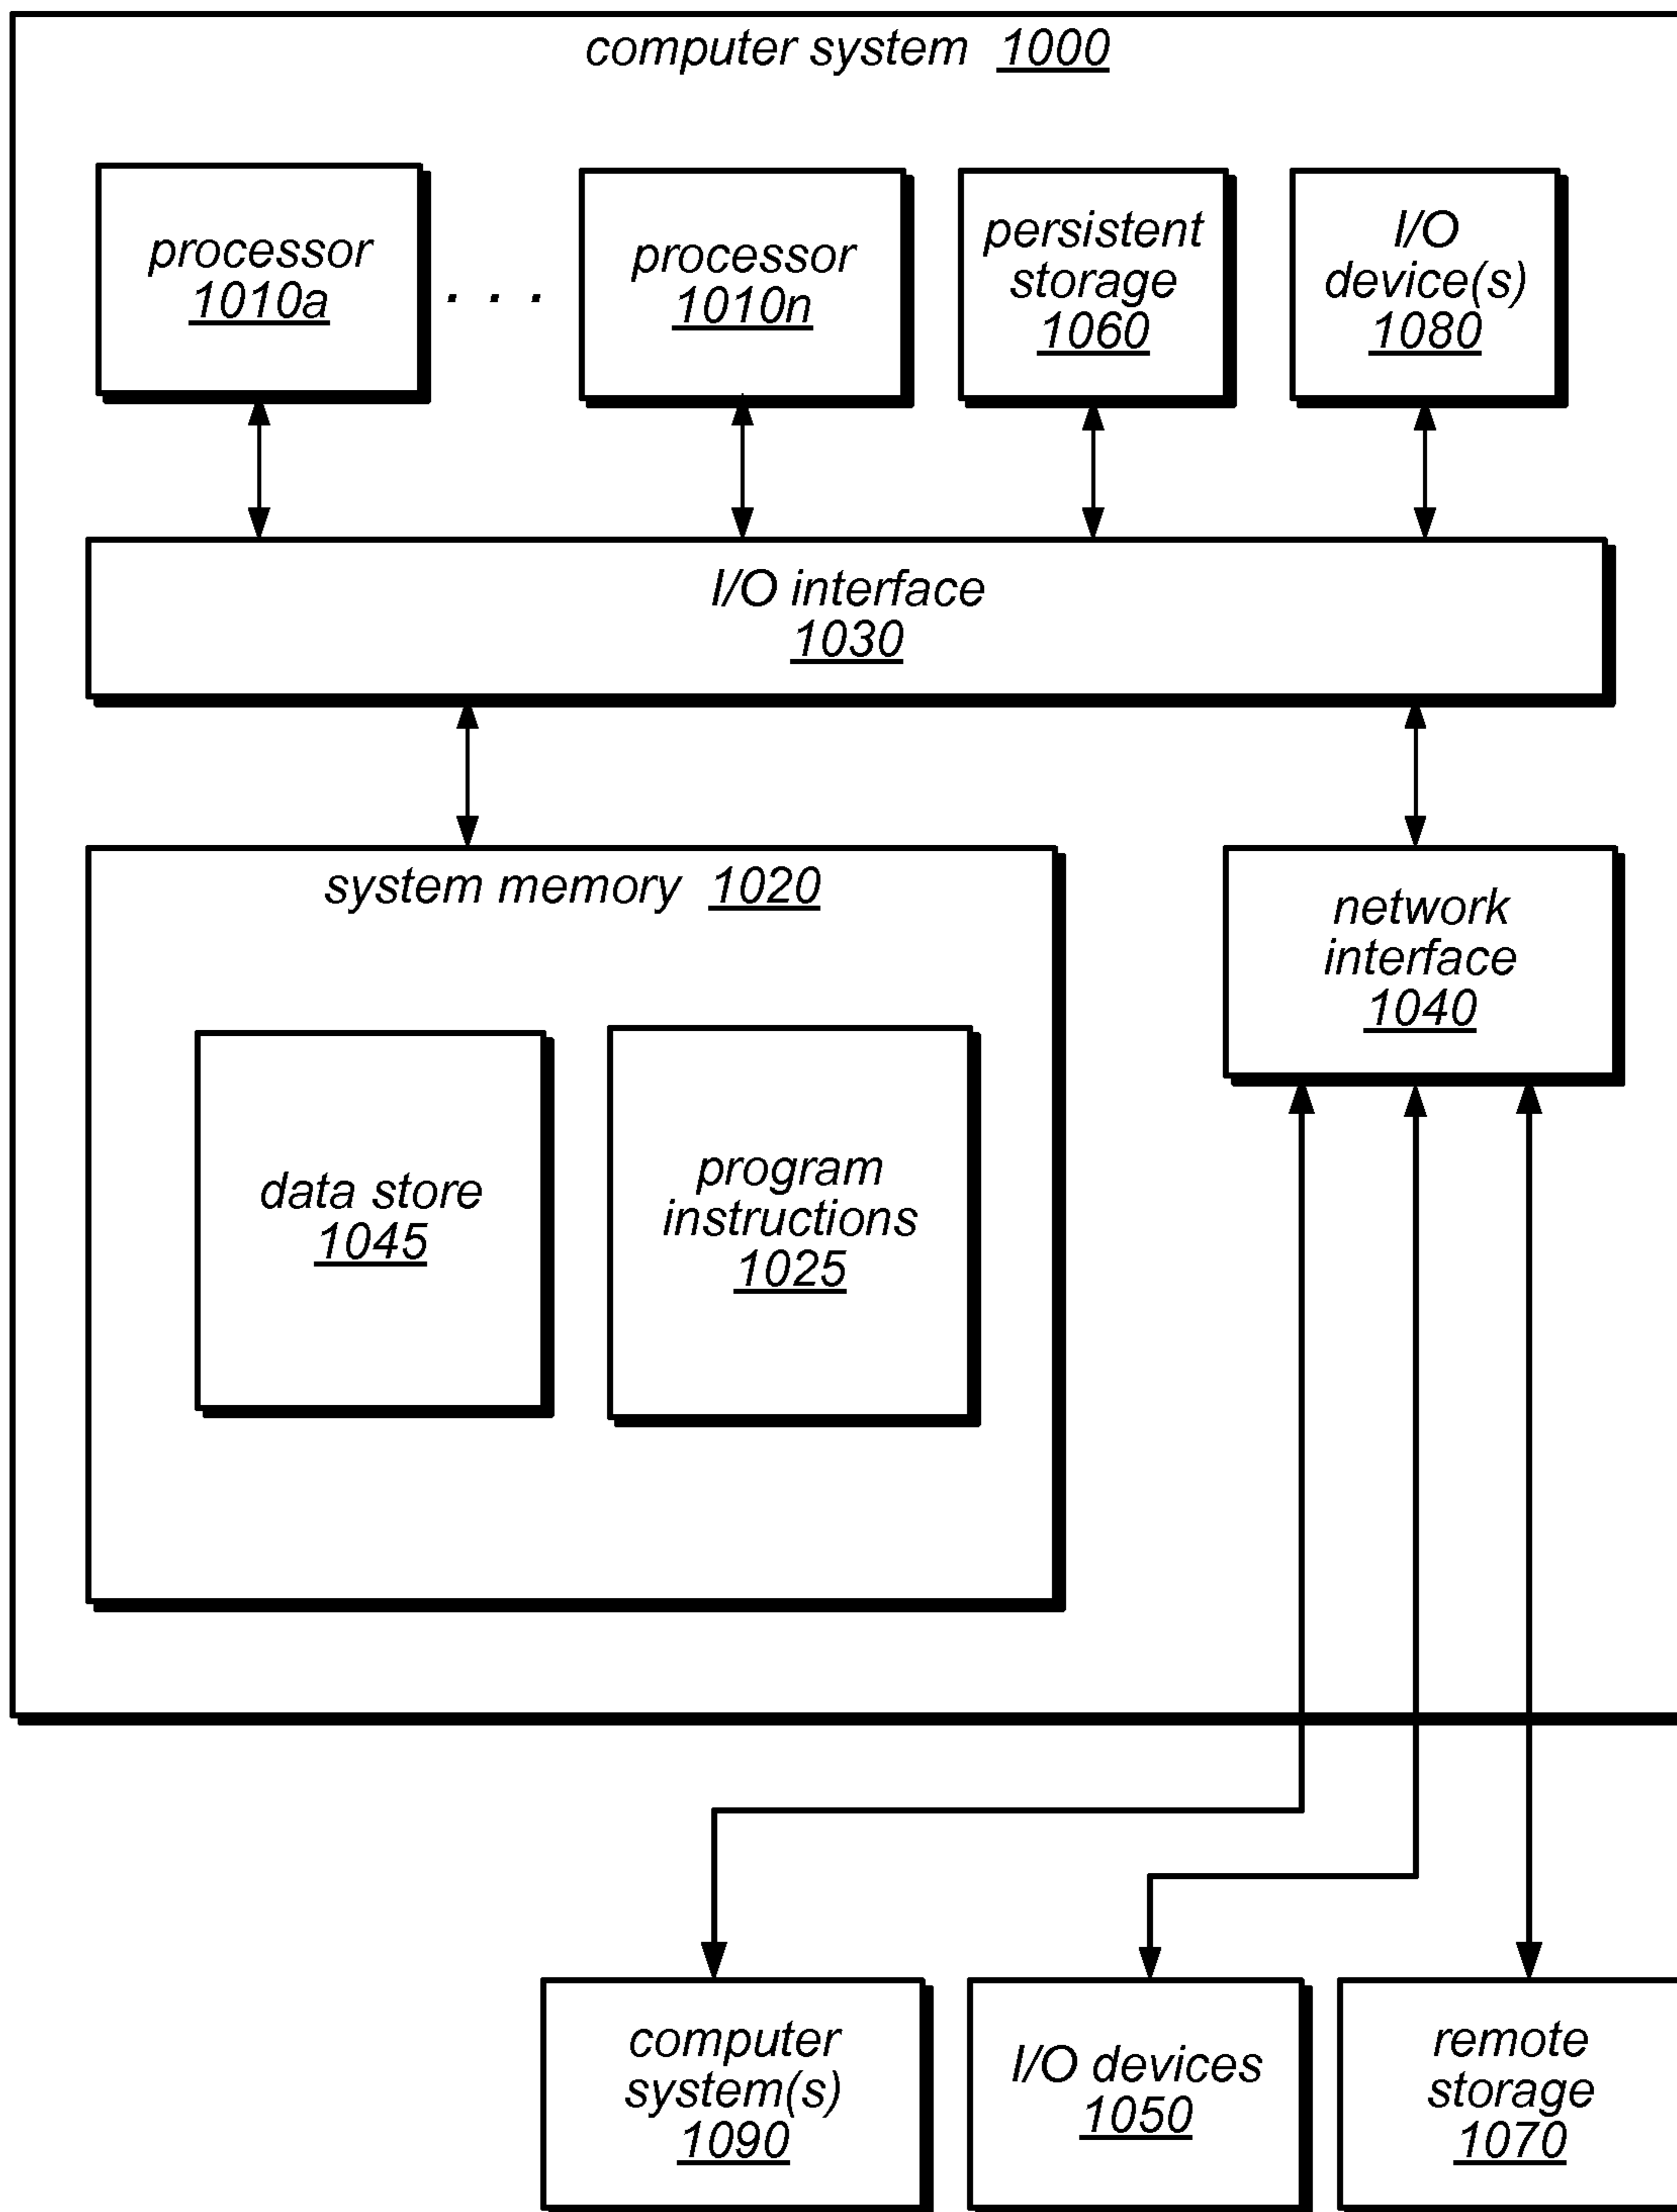 computer system 1000
processor
1010a
. . .
processor
1010n
persistent
storage
1060
I/O
device(s)
1080
I/O interface
1030
system memory 1020
network
interface
1040
data store
1045
program
instructions
1025
computer
system(s)
1090
I/O devices
1050
remote
storage
1070